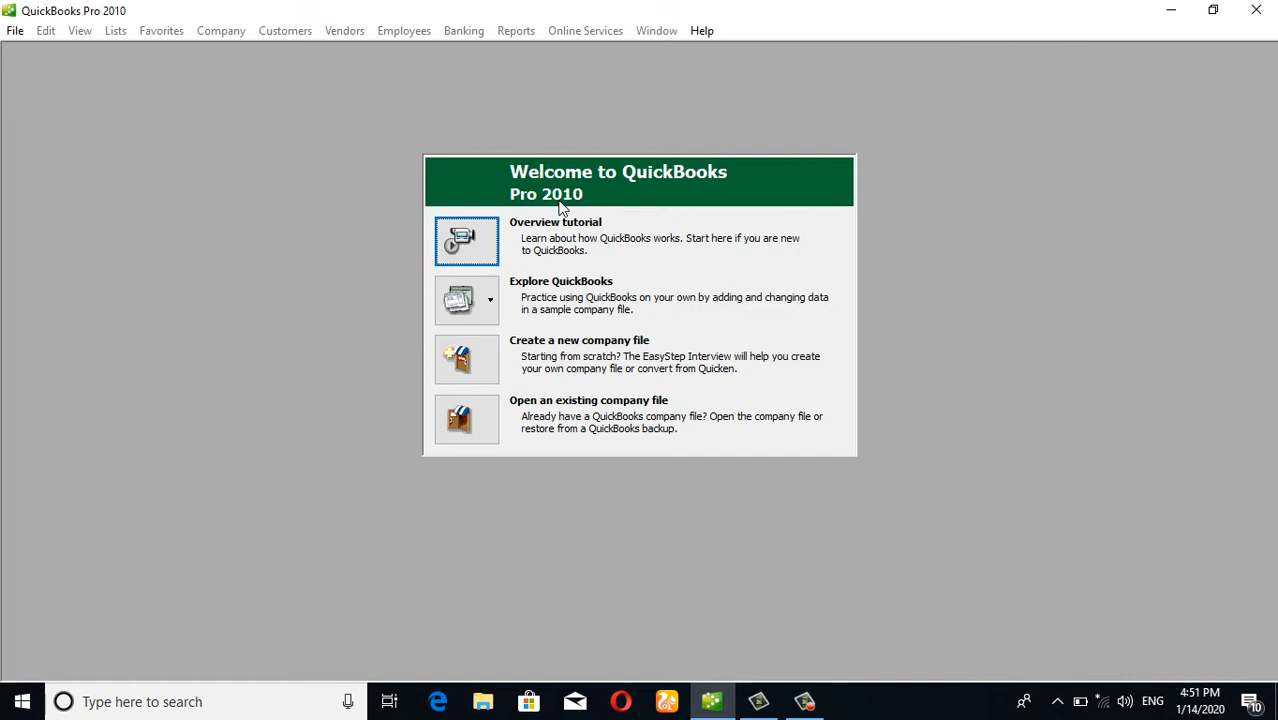 QuickBooks Pro 2010
File Edit View Lists Favorites Company Customers Vendors Employees Banking Reports Online Services Window Help
Welcome to QuickBooks
Pro 2010
Overview tutorial
Learn about how QuickBooks works. Start here if you are new
to QuickBooks.
Explore QuickBooks
Practice using QuickBooks on your own by adding and changing data
in a sample company file.
Create a new company file
Starting from scratch? The EasyStep Interview will help you create
your own company file or convert from Quicken.
Open an existing company file
Already have a QuickBooks company file? Open the company file or
restore from a QuickBooks backup.
Type here to search
ENG
4:51 PM
1/14/2020
10